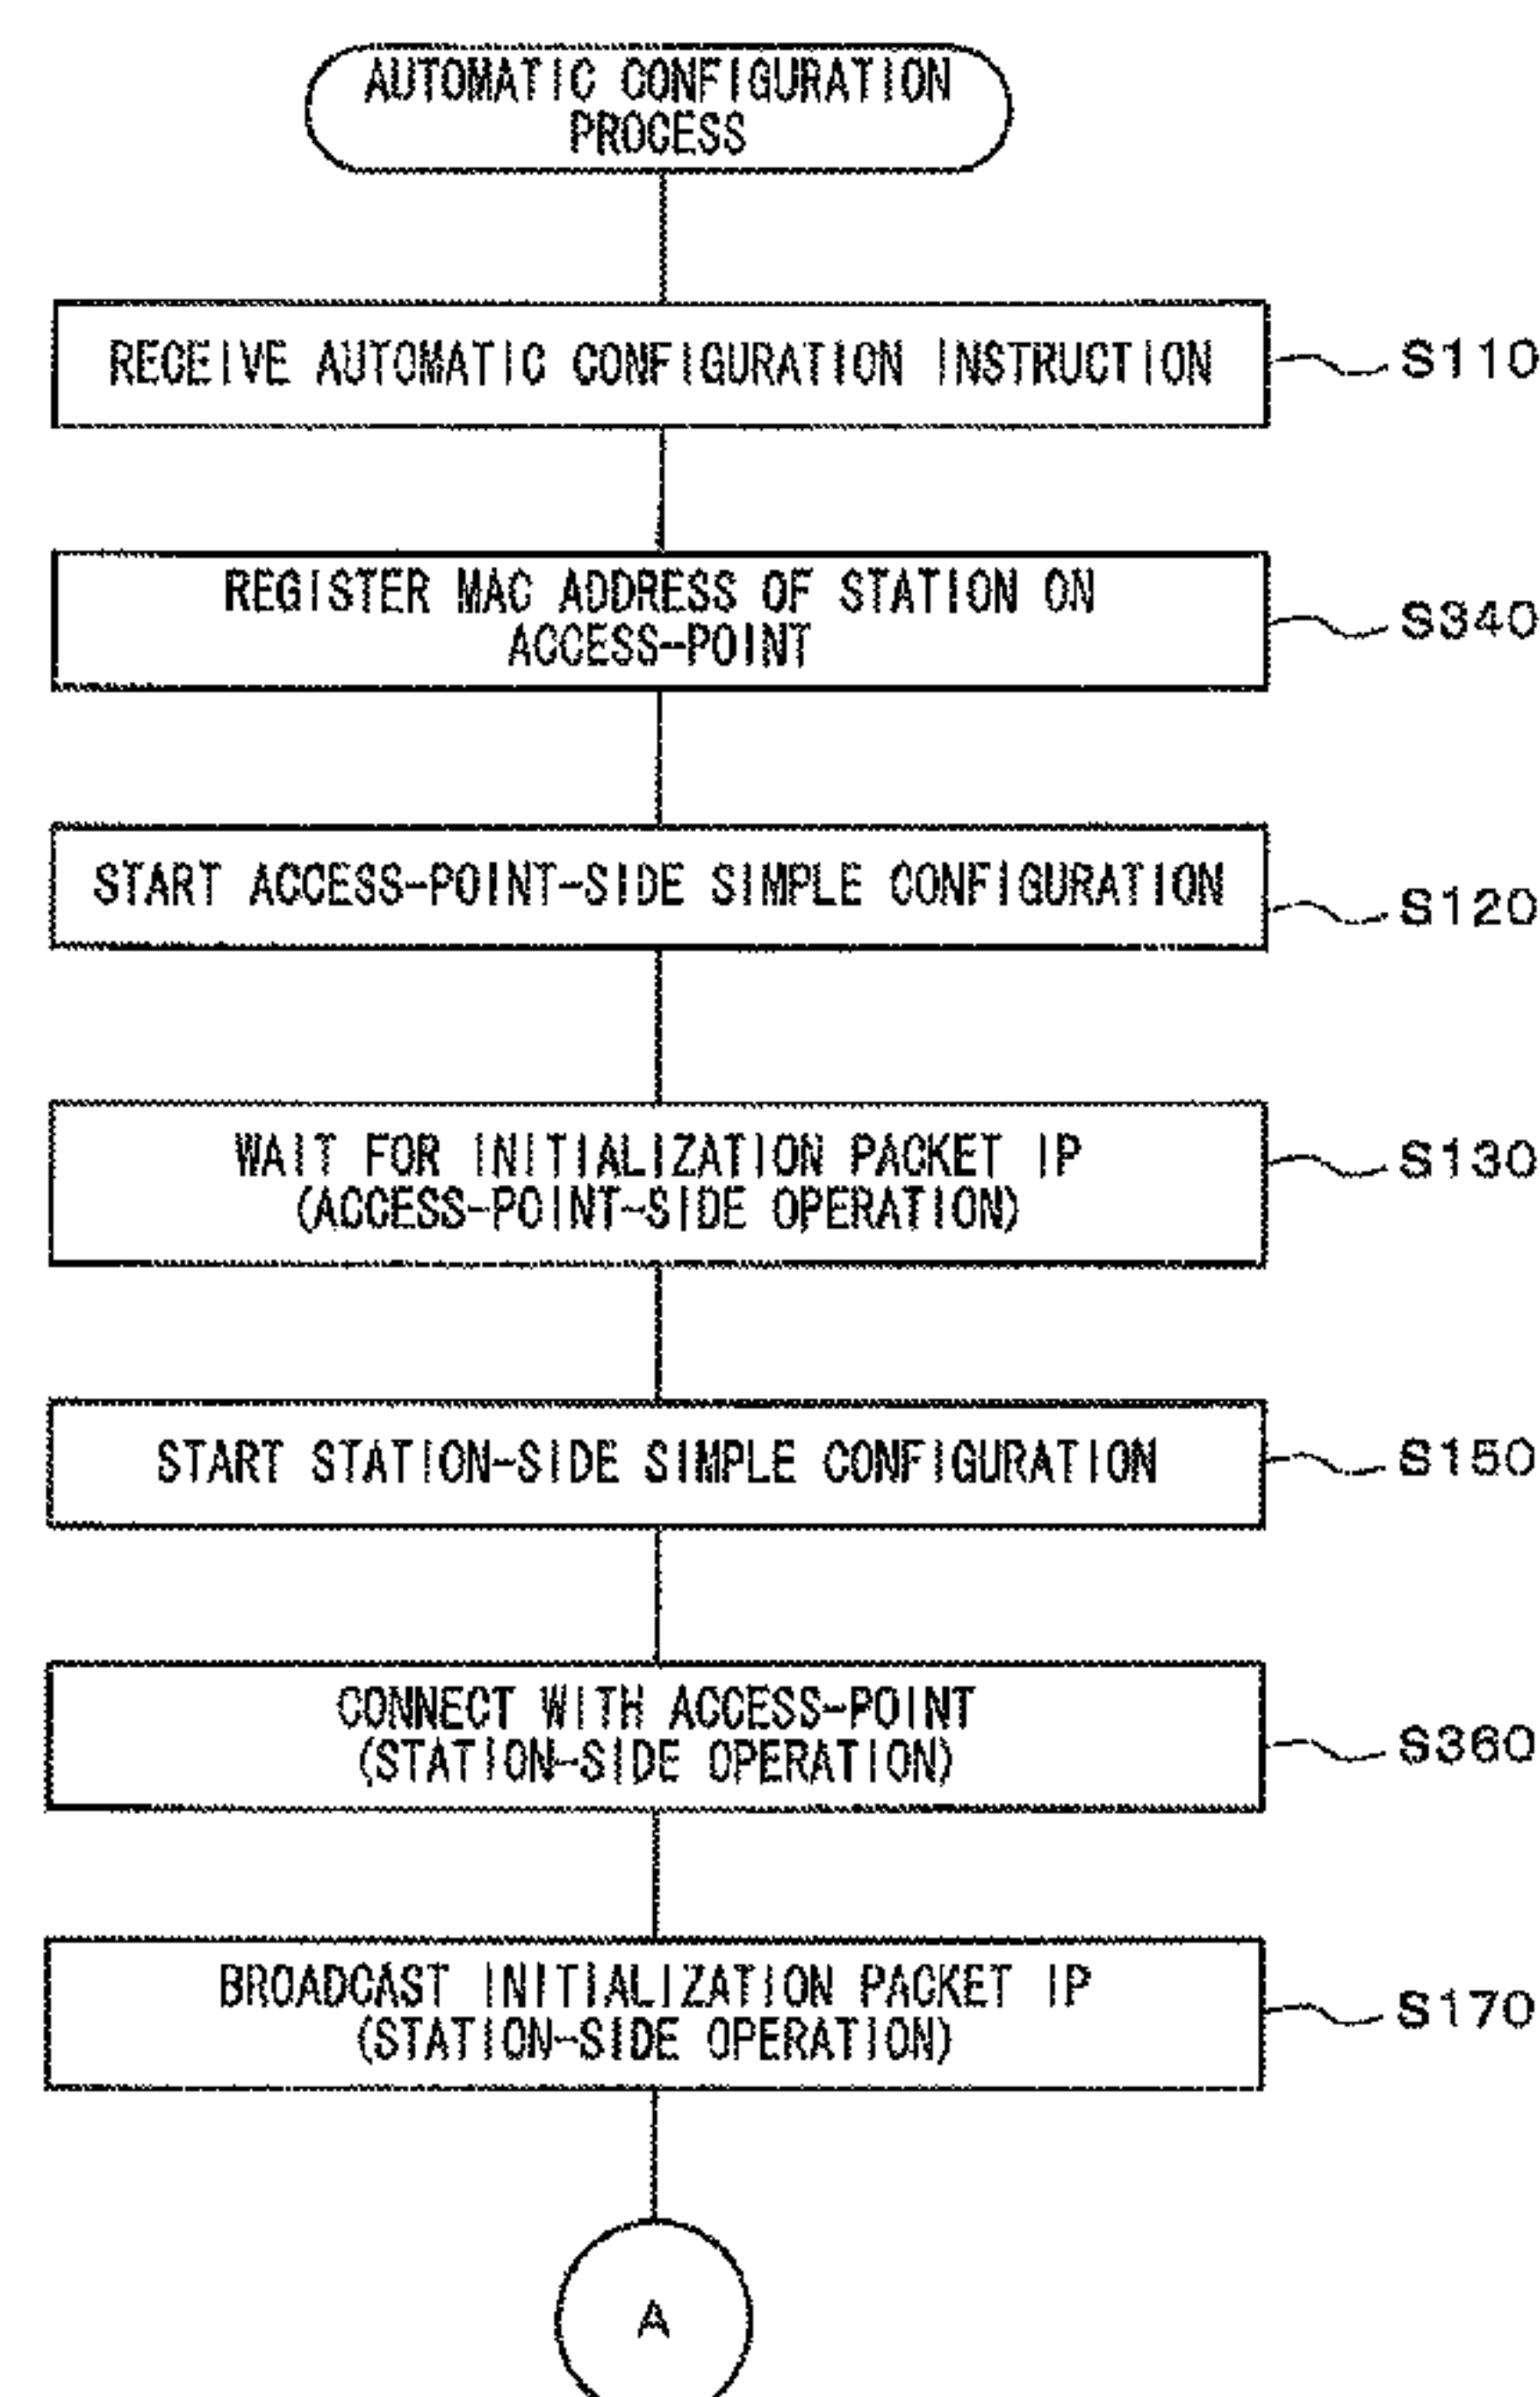 AUTOMATIC CONFIGURATION
PROCESS
RECEIVE AUTOMATIC CONFIGURATION INSTRUCTION
S110
REGISTER MAC ADDRESS OF STATION ON
ACCESS-POINT
S340
START ACCESS-POINT-SIDE SIMPLE CONFIGURATION
S120
WAIT FOR INITIALIZATION PACKET IP
(ACCESS-POINT-SIDE OPERATION)
S130
START STATION-SIDE SIMPLE CONFIGURATION
S150
CONNECT WITH ACCESS-POINT
(STATION-SIDE OPERATION)
S360
BROADCAST INITIALIZATION PACKET IP
(STATION-SIDE OPERATION)
S170
A